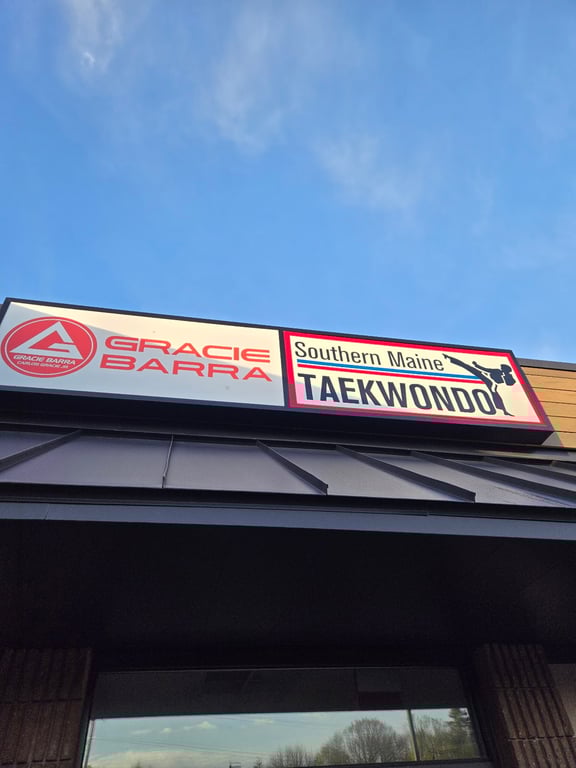 GRACIE BARRA
CARLOS GRACIE JR.
GRACIE
BARRA
Southern Maine
TAEKWONDO